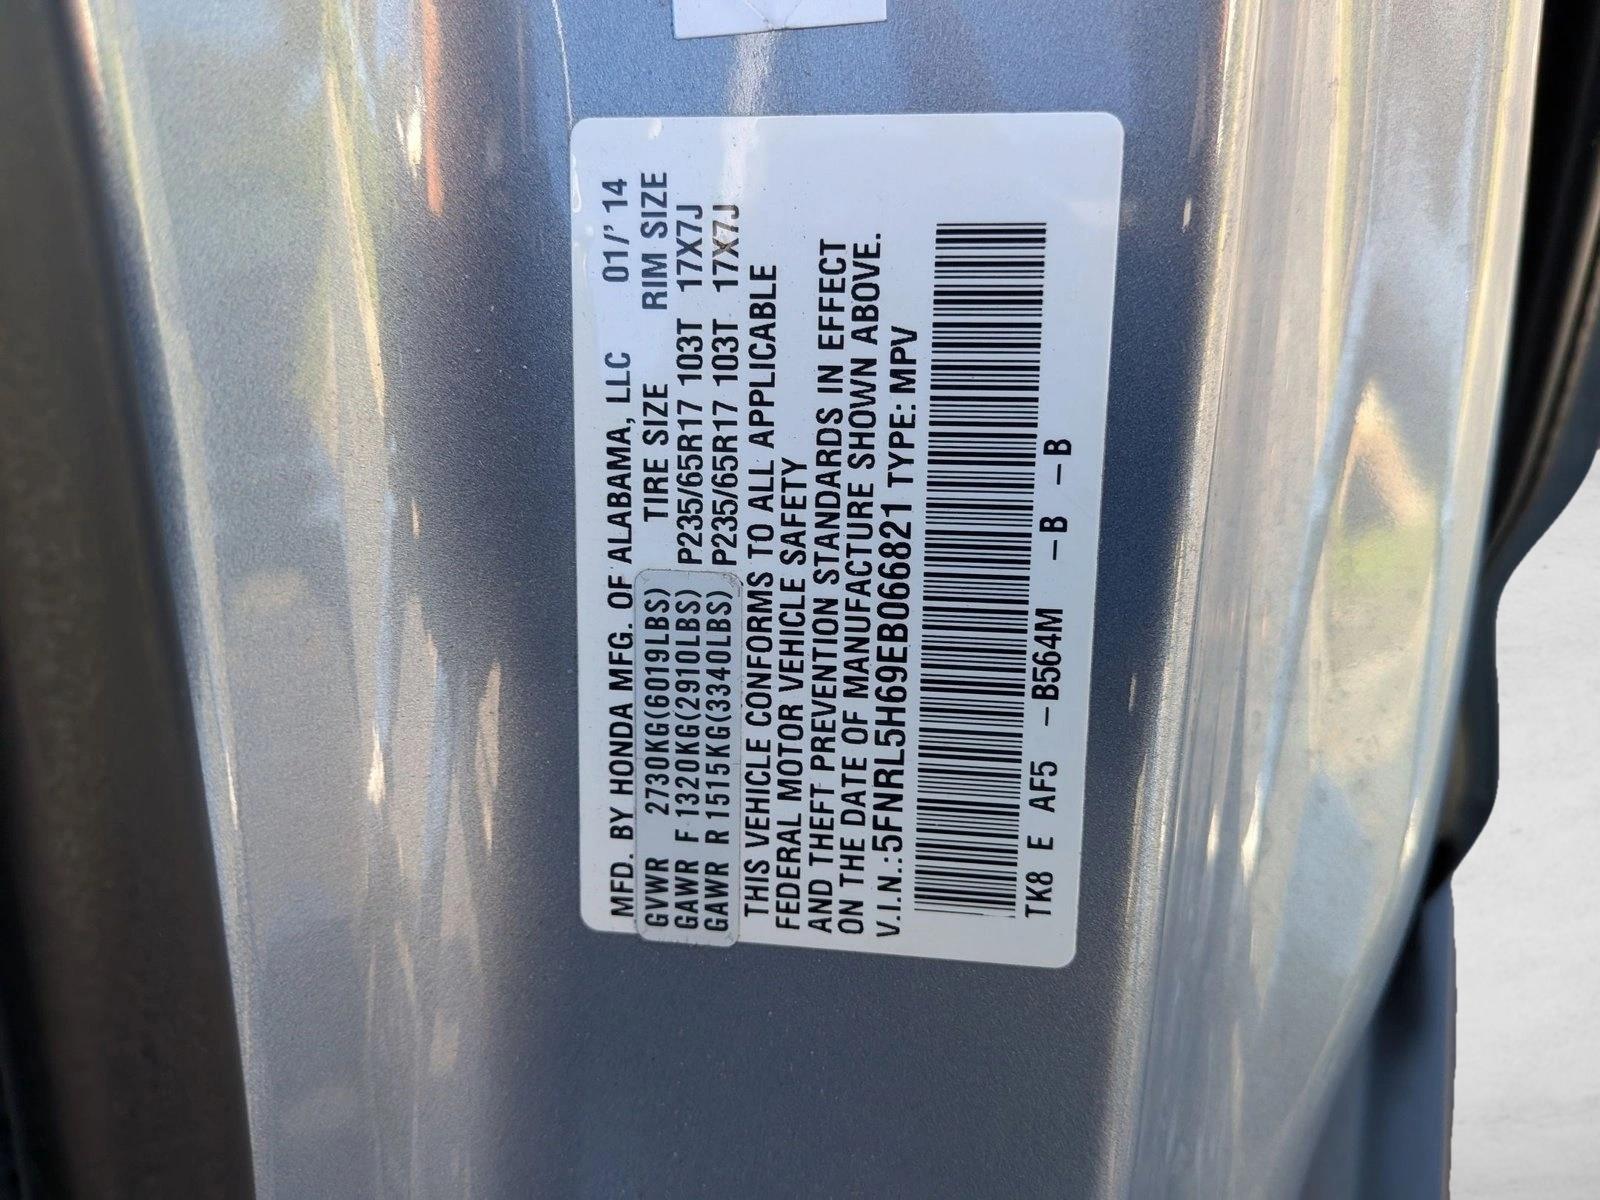 MFD. BY HONDA MFG. OF ALABAMA, LLC 01/' 14
GVWR 2730KG(6019LBS) TIRE SIZE RIM SIZE
GAWR F 1320KG(2910LBS) P235/65R17 103T 17X7J
GAWR R 1515KG(3340LBS) P235/65R17 103T 17X7J
THIS VEHICLE CONFORMS TO ALL APPLICABLE
FEDERAL MOTOR VEHICLE SAFETY
AND THEFT PREVENTION STANDARDS IN EFFECT
ON THE DATE OF MANUFACTURE SHOWN ABOVE.
V.I.N.:5FNRL5H69EB066821 TYPE: MPV
TK8 E AF5 –B564M –B –B